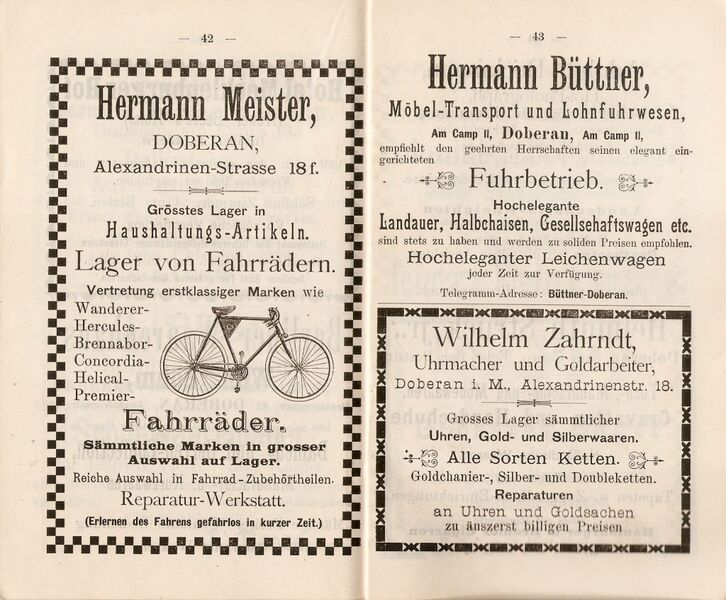 — 42 —
Hermann Meister,
DOBERAN,
Alexandrinen-Strasse 18 f.
Grösstes Lager in
Haushaltungs-Artikeln.
Lager von Fahrrädern.
Vertretung erstklassiger Marken wie
Wanderer-
Hercules-
Brennabor-
Concordia-
Helical-
Premier-
Fahrräder.
Sämmtliche Marken in grosser
Auswahl auf Lager.
Reiche Auswahl in Fahrrad-Zubehörtheilen.
Reparatur-Werkstatt.
(Erlernen des Fahrens gefahrlos in kurzer Zeit.)
— 43 —
Hermann Büttner,
Möbel-Transport und Lohnfuhrwesen,
Am Camp II, Doberan, Am Camp II,
empfiehlt den geehrten Herrschaften seinen elegant ein-
gerichteten
Fuhrbetrieb.
Hochelegante
Landauer, Halbchaisen, Gesellschaftswagen etc.
sind stets zu haben und werden zu soliden Preisen empfohlen.
Hocheleganter Leichenwagen
jeder Zeit zur Verfügung.
Telegramm-Adresse: Büttner-Doberan.
Wilhelm Zahrndt,
Uhrmacher und Goldarbeiter,
Doberan i. M., Alexandrinenstr. 18.
Grosses Lager sämmtlicher
Uhren, Gold- und Silberwaaren.
Alle Sorten Ketten.
Goldchanier-, Silber- und Doubleketten.
Reparaturen
an Uhren und Goldsachen
zu äuszerst billigen Preisen